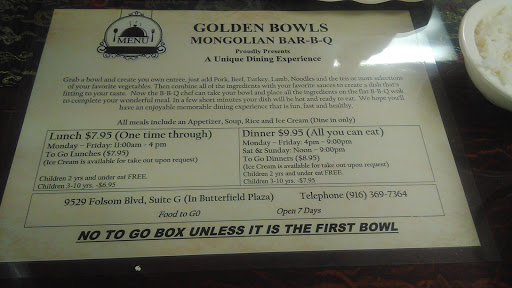 MENU
GOLDEN BOWLS
MONGOLIAN BAR-B-Q
Proudly Presents
A Unique Dining Experience
Grab a bowl and create you own entree, just add Pork, Beef, Turkey, Lamb, Noodles and the ten or more selections
of your favorite vegetables. Then combine all of the ingredients with your favorite sauces to create a dish that's
fitting to your taste. Now the B-B-Q chef can take your bowl and place all the ingredients on the flat B-B-Q wok
to complete your wonderful meal. In a few short minutes your dish will be hot and ready to eat. We hope you'll
have an enjoyable memorable dining experience that is fun, fast and healthy.
All meals include an Appetizer, Soup, Rice and Ice Cream (Dine in only)
Lunch $7.95 (One time through)
Monday – Friday: 11:00am - 4 pm
To Go Lunches ($7.95)
(Ice Cream is available for take out upon request)
Children 2 yrs and under eat FREE.
Children 3-10 yrs. -$6.95
Dinner $9.95 (All you can eat)
Monday – Friday: 4pm – 9:00pm
Sat & Sunday: Noon – 9:00pm
To Go Dinners ($8.95)
(Ice Cream is available for take out upon request)
Children 2 yrs. and under eat FREE
Children 3-10 yrs. -$7.95
9529 Folsom Blvd, Suite G (In Butterfield Plaza) Telephone (916) 369-7364
Food to GO Open 7 Days
NO TO GO BOX UNLESS IT IS THE FIRST BOWL